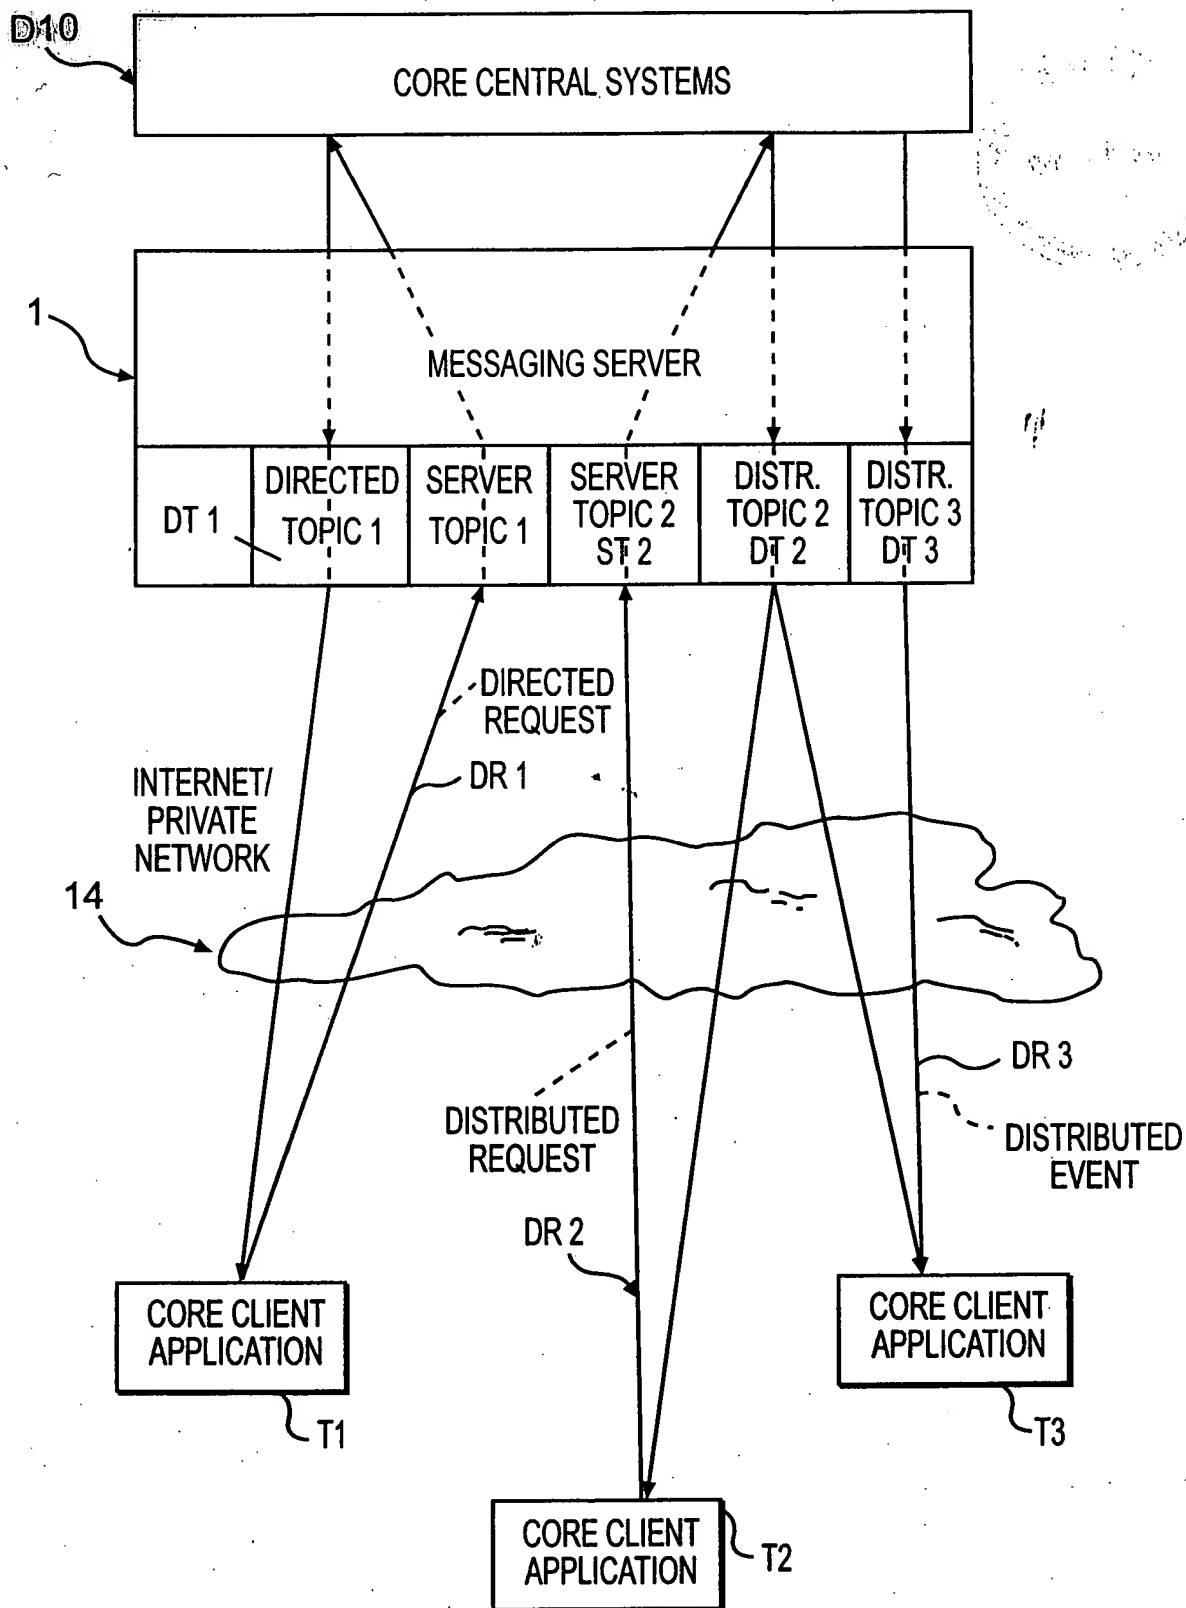 D10
CORE CENTRAL SYSTEMS
1
MESSAGING SERVER
DT 1
DIRECTED
TOPIC 1
SERVER
TOPIC 1
SERVER
TOPIC 2
ST 2
DISTR.
TOPIC 2
DT 2
DISTR.
TOPIC 3
DT 3
DIRECTED
REQUEST
DR 1
INTERNET/
PRIVATE
NETWORK
14
DR 3
DISTRIBUTED
REQUEST
DISTRIBUTED
EVENT
DR 2
CORE CLIENT
APPLICATION
T1
CORE CLIENT
APPLICATION
T3
CORE CLIENT
APPLICATION
T2